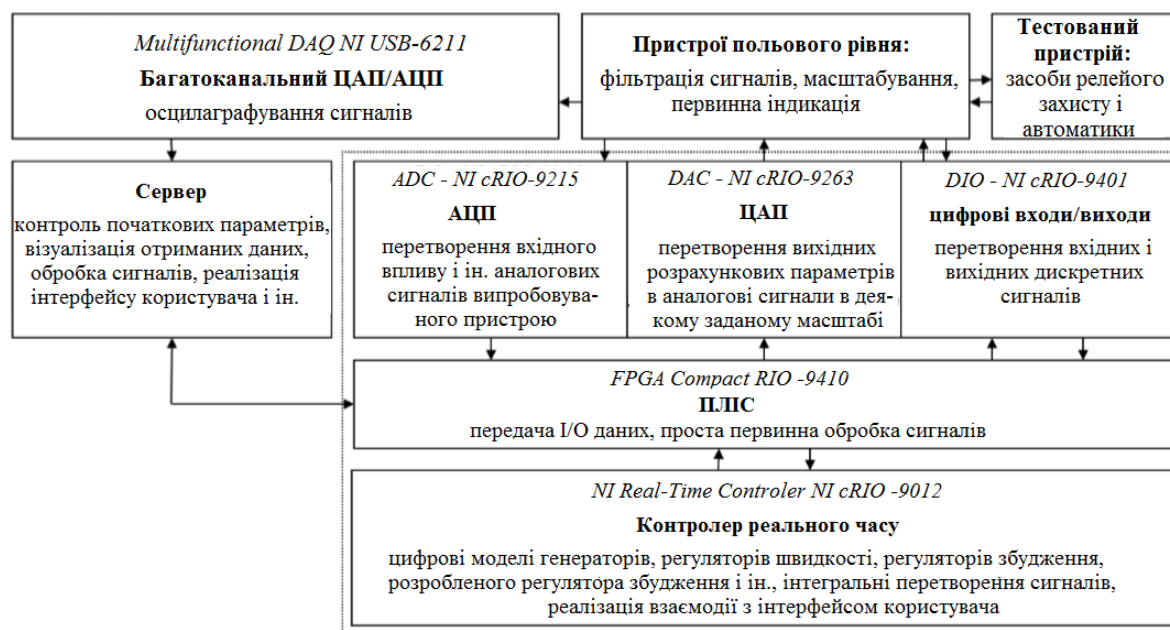 Multifunctional DAQ NI USB-6211
Багатоканальний ЦАП/АЦП
осцилаграфування сигналів
Пристрої польового рівня:
фільтрація сигналів, масштабування,
первинна індикація
Тестований
пристрій:
засоби релейого
захисту і
автоматики
Сервер
контроль початкових параметрів,
візуалізація отриманих даних,
обробка сигналів, реалізація
інтерфейсу користувача і ін.
ADC - NI cRIO-9215
АЦП
перетворення вхідного
впливу і ін. аналогових
сигналів випробовува-
ного пристрою
DAC - NI cRIO-9263
ЦАП
перетворення вихідних
розрахункових параметрів
в аналогові сигнали в дея-
кому заданому масштабі
DIO - NI cRIO-9401
цифрові входи/виходи
перетворення вхідних і
вихідних дискретних
сигналів
FPGA Compact RIO -9410
ПЛІС
передача I/O даних, проста первинна обробка сигналів
NI Real-Time Controler NI cRIO -9012
Контролер реального часу
цифрові моделі генераторів, регуляторів швидкості, регуляторів збудження,
розробленого регулятора збудження і ін., інтегральні перетворення сигналів,
реалізація взаємодії з інтерфейсом користувача